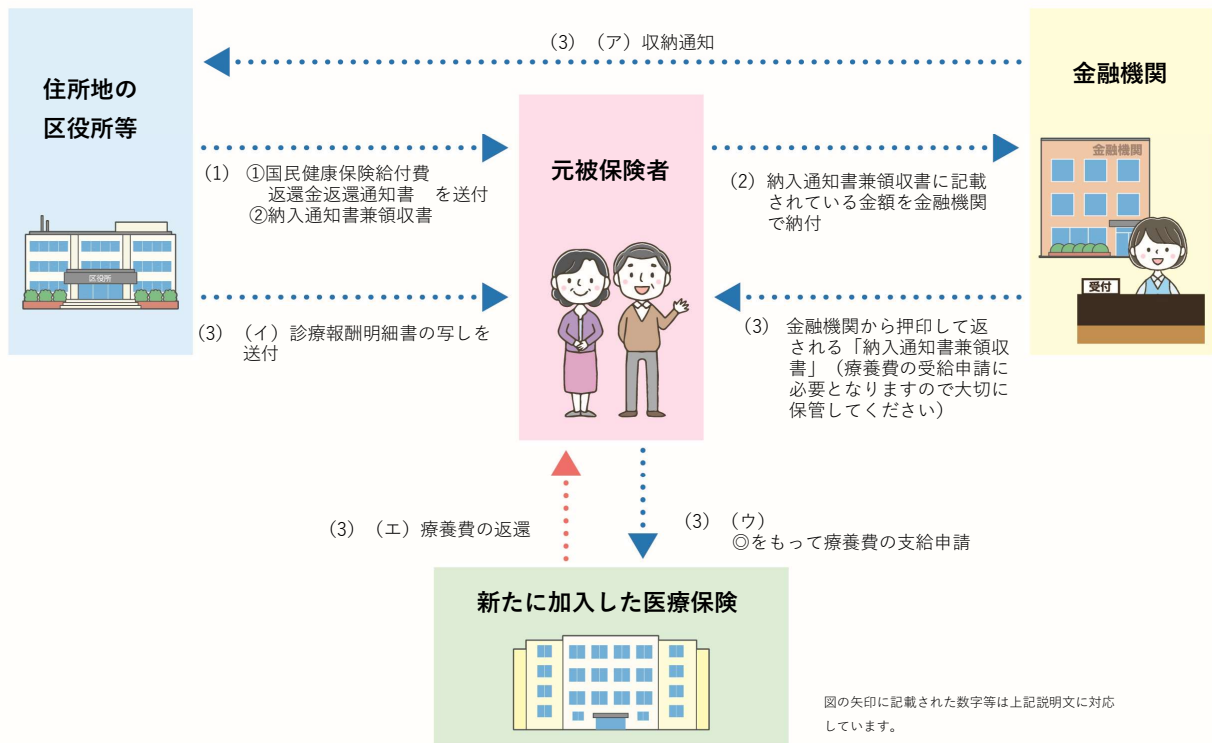 (3) (ア)収納通知
住所地の
区役所等
金融機関
金融機関
受付
区役所
(1) ①国民健康保険給付費
返還金返還通知書 を送付
②納入通知書兼領収書
元被保険者
(2) 納入通知書兼領収書に記載
されている金額を金融機関
で納付
(3) (イ)診療報酬明細書の写しを
送付
(3) 金融機関から押印して返
される「納入通知書兼領収
書」(療養費の受給申請に
必要となりますので大切に
保管してください)
(3) (エ)療養費の返還
(3) (ウ)
◎をもって療養費の支給申請
新たに加入した医療保険
図の矢印に記載された数字等は上記説明文に対応
しています。